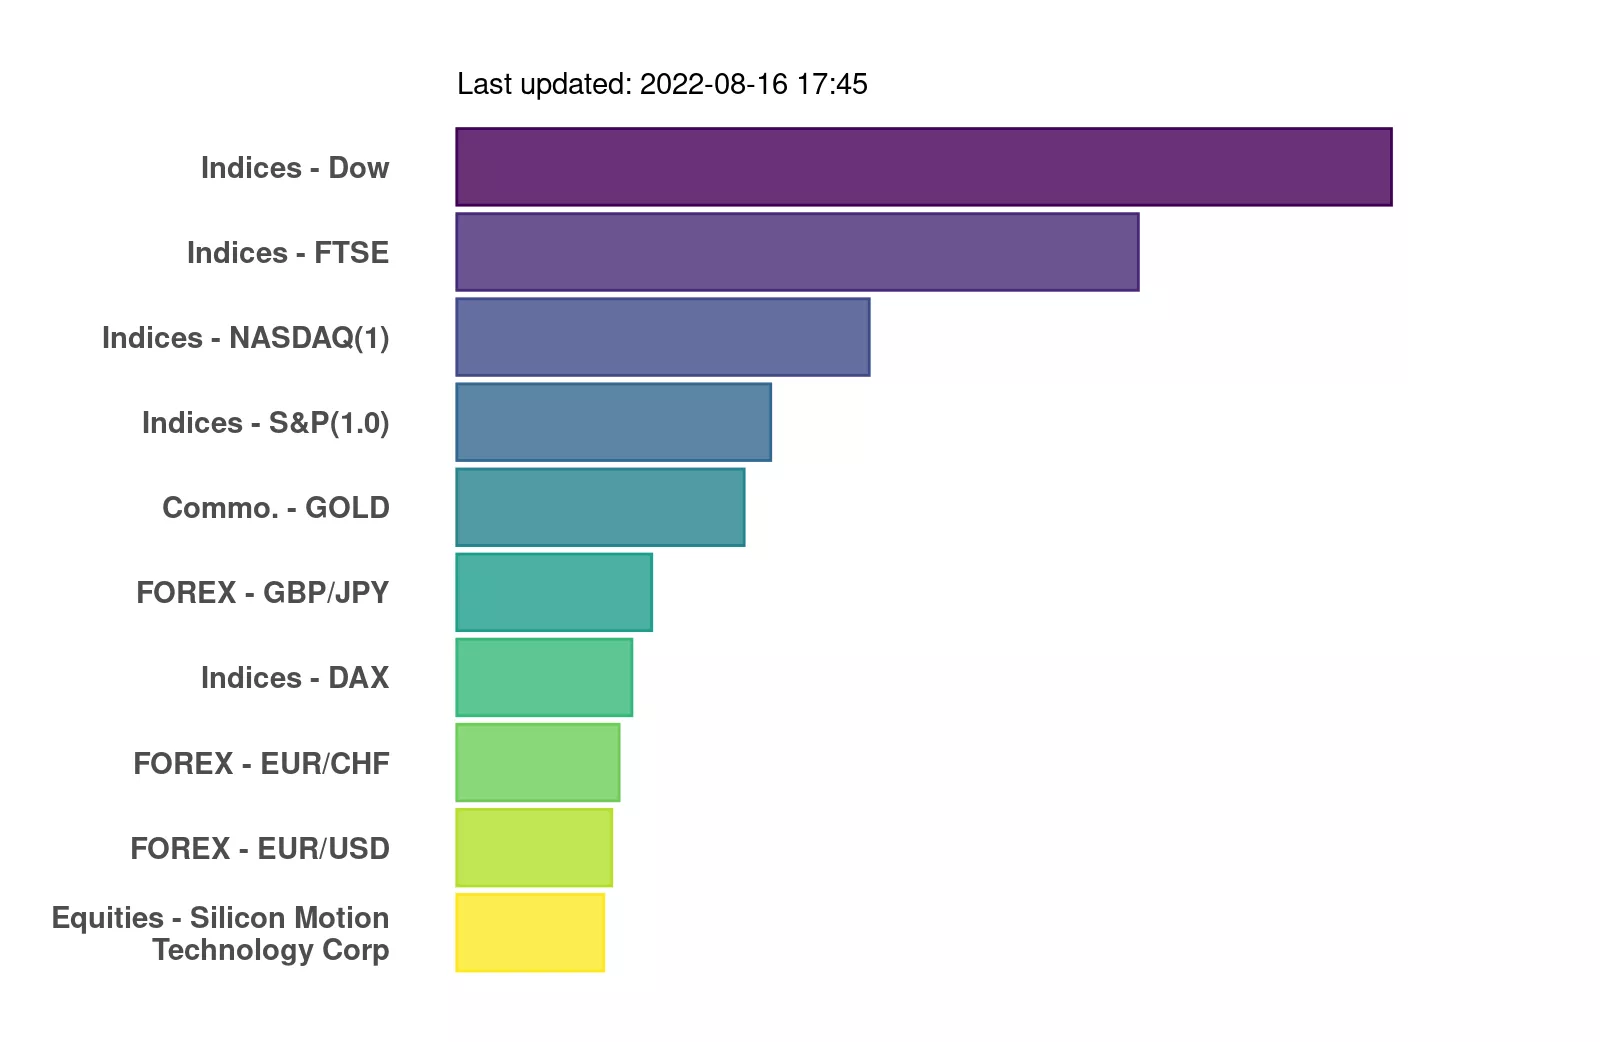 Last updated: 2022-08-16 17:45
Indices - Dow
Indices - FTSE
Indices - NASDAQ(1)
Indices - S&P(1.0)
Commo. - GOLD
FOREX - GBP/JPY
Indices - DAX
FOREX - EUR/CHF
FOREX - EUR/USD
Equities - Silicon Motion
Technology Corp